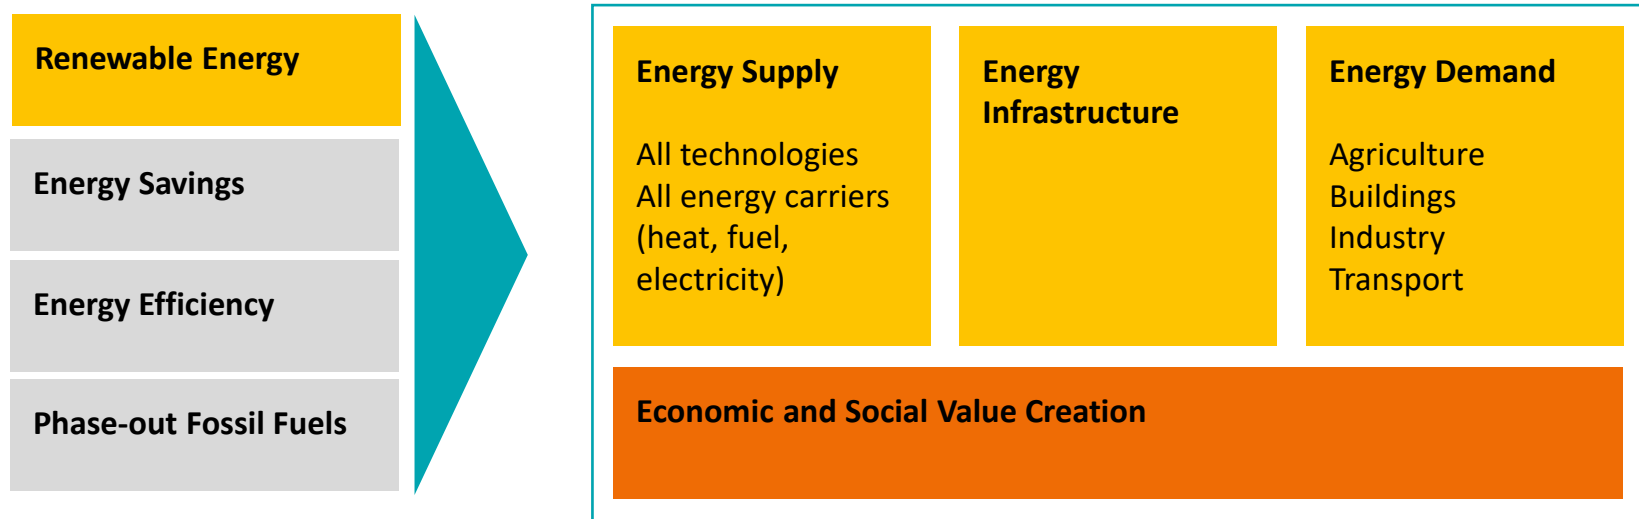 Renewable Energy
Energy Savings
Energy Efficiency
Phase-out Fossil Fuels
Energy Supply
All technologies
All energy carriers
(heat, fuel,
electricity)
Energy
Infrastructure
Energy Demand
Agriculture
Buildings
Industry
Transport
Economic and Social Value Creation